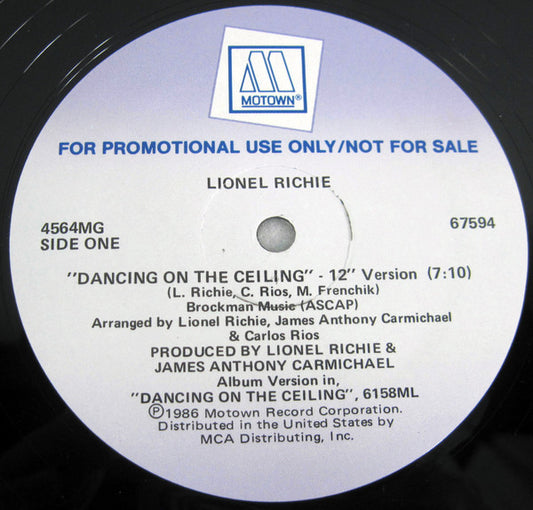 MOTOWN®
FOR PROMOTIONAL USE ONLY/NOT FOR SALE
LIONEL RICHIE
4564MG
SIDE ONE
67594
"DANCING ON THE CEILING" - 12" Version (7:10)
(L. Richie, C. Rios, M. Frenchik)
Brockman Music (ASCAP)
Arranged by Lionel Richie, James Anthony Carmichael
& Carlos Rios
PRODUCED BY LIONEL RICHIE &
JAMES ANTHONY CARMICHAEL
Album Version in,
"DANCING ON THE CEILING", 6158ML
Ⓟ1986 Motown Record Corporation.
Distributed in the United States by
MCA Distributing, Inc.